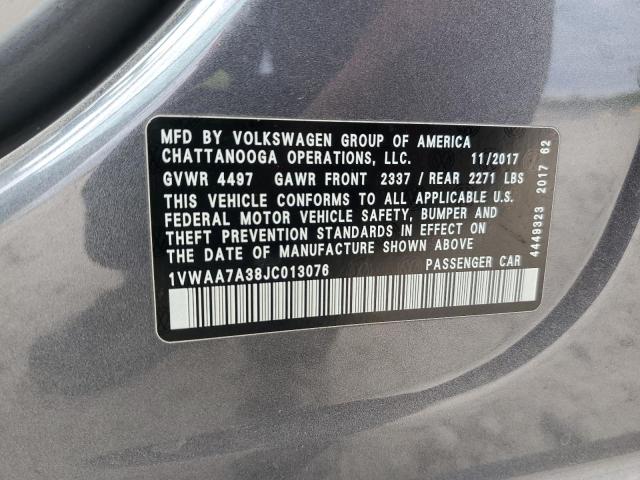 MFD BY VOLKSWAGEN GROUP OF AMERICA
CHATTANOOGA OPERATIONS, LLC. 11/2017
GVWR 4497 GAWR FRONT 2337 / REAR 2271 LBS
THIS VEHICLE CONFORMS TO ALL APPLICABLE U.S.
FEDERAL MOTOR VEHICLE SAFETY, BUMPER AND
THEFT PREVENTION STANDARDS IN EFFECT ON
THE DATE OF MANUFACTURE SHOWN ABOVE
1VWAA7A38JC013076 PASSENGER CAR
4449323 2017 62